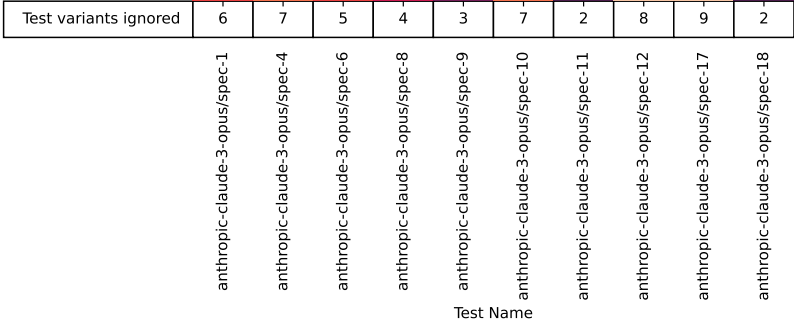 Test variants ignored 6 7 5 4 3 7 2 8 9 2
anthropic-claude-3-opus/spec-1
anthropic-claude-3-opus/spec-4
anthropic-claude-3-opus/spec-6
anthropic-claude-3-opus/spec-8
anthropic-claude-3-opus/spec-9
anthropic-claude-3-opus/spec-10
anthropic-claude-3-opus/spec-11
anthropic-claude-3-opus/spec-12
anthropic-claude-3-opus/spec-17
anthropic-claude-3-opus/spec-18
Test Name